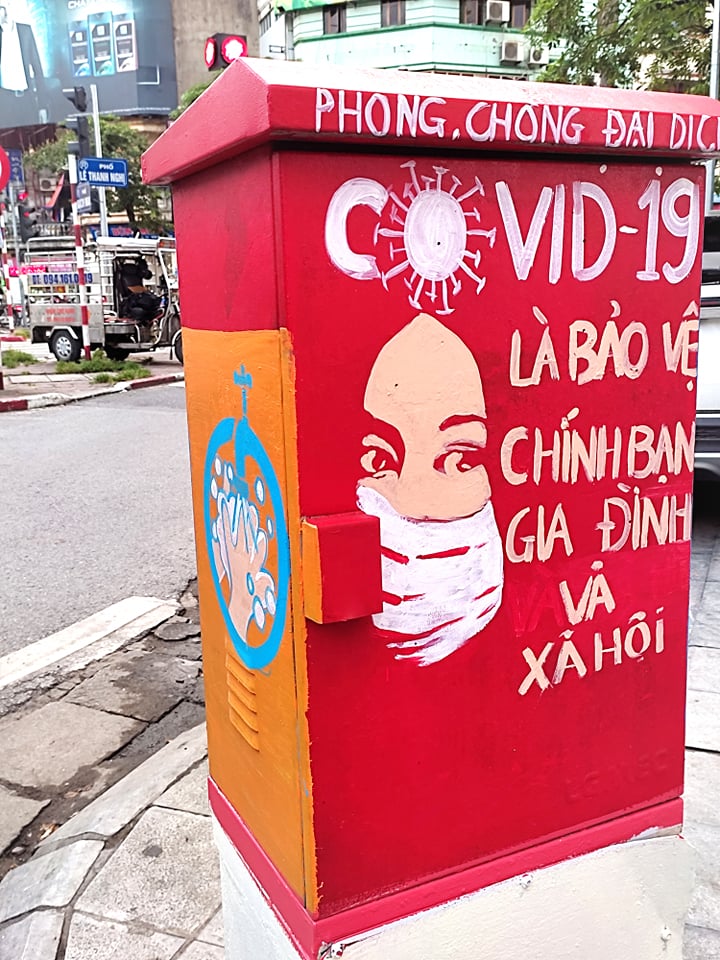 PHONG, CHONG ĐẠI DỊC
COVID-19
LÀ BẢO VỆ
CHÍNH BẠN
GIA ĐÌNH
VÀ
XÃ HỘI
PHỐ
LÊ THANH NGHỊ